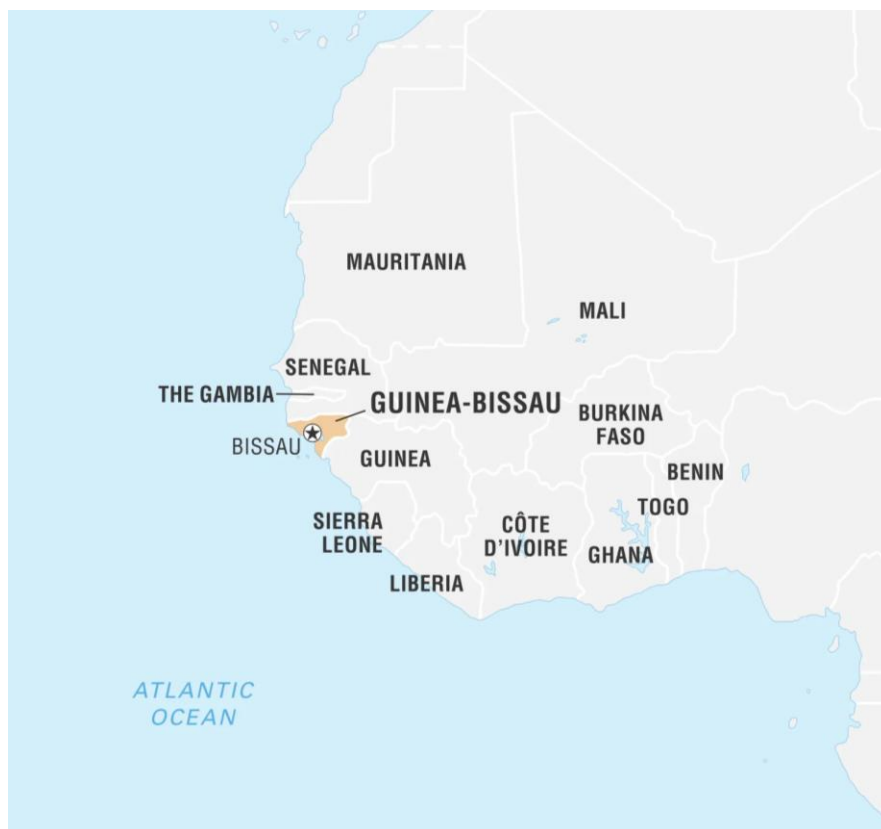 MAURITANIA
MALI
SENEGAL
THE GAMBIA
GUINEA-BISSAU
BURKINA
FASO
BISSAU
GUINEA
BENIN
TOGO
SIERRA
LEONE
CÔTE
D'IVOIRE
GHANA
LIBERIA
ATLANTIC
OCEAN